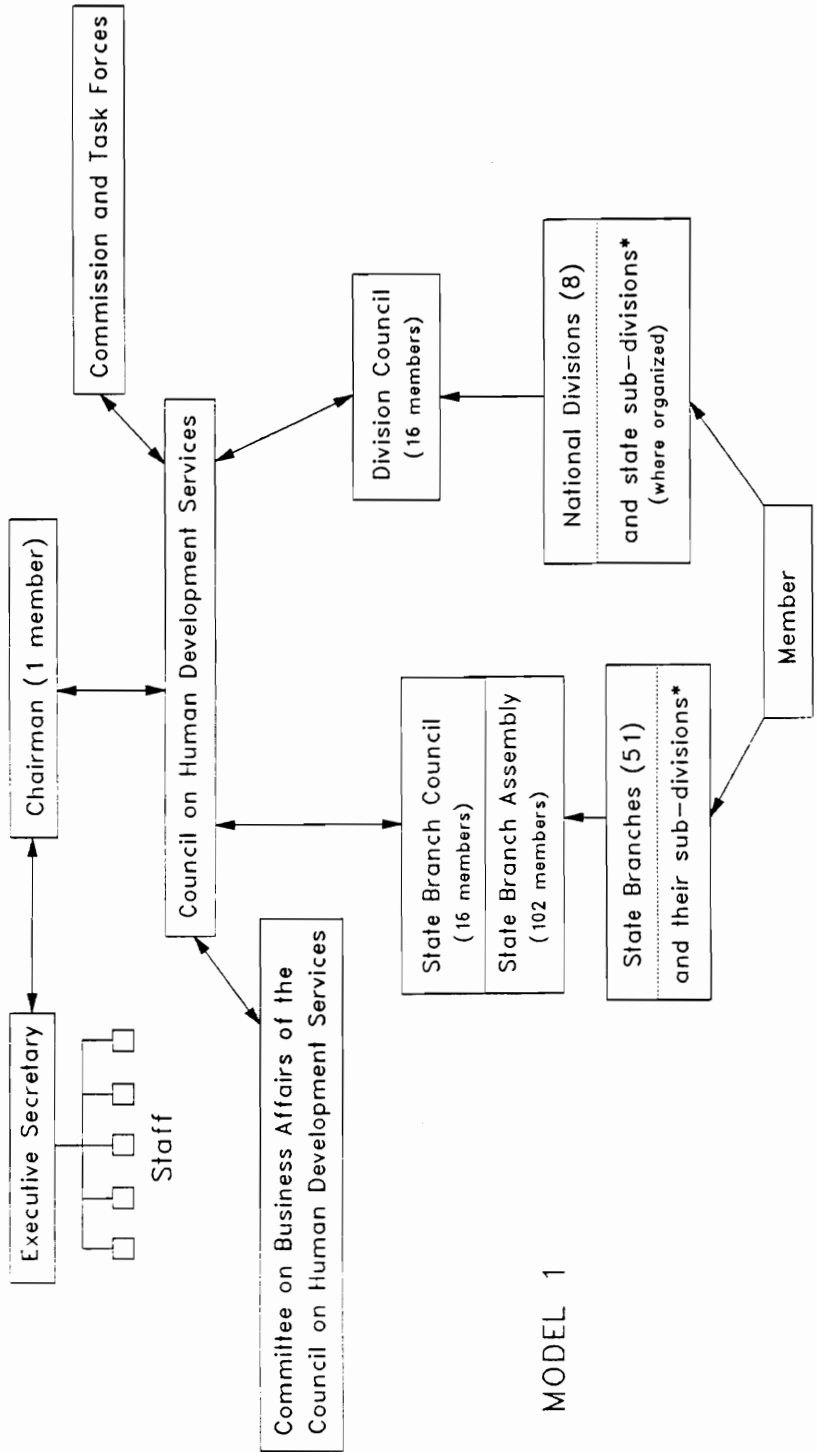 Executive Secretary
Staff
Chairman (1 member)
Commission and Task Forces
Council on Human Development Services
Committee on Business Affairs of the
Council on Human Development Services
State Branch Council
(16 members)
State Branch Assembly
(102 members)
Division Council
(16 members)
State Branches (51)
and their sub-divisions*
National Divisions (8)
and state sub-divisions*
(where organized)
Member
MODEL 1